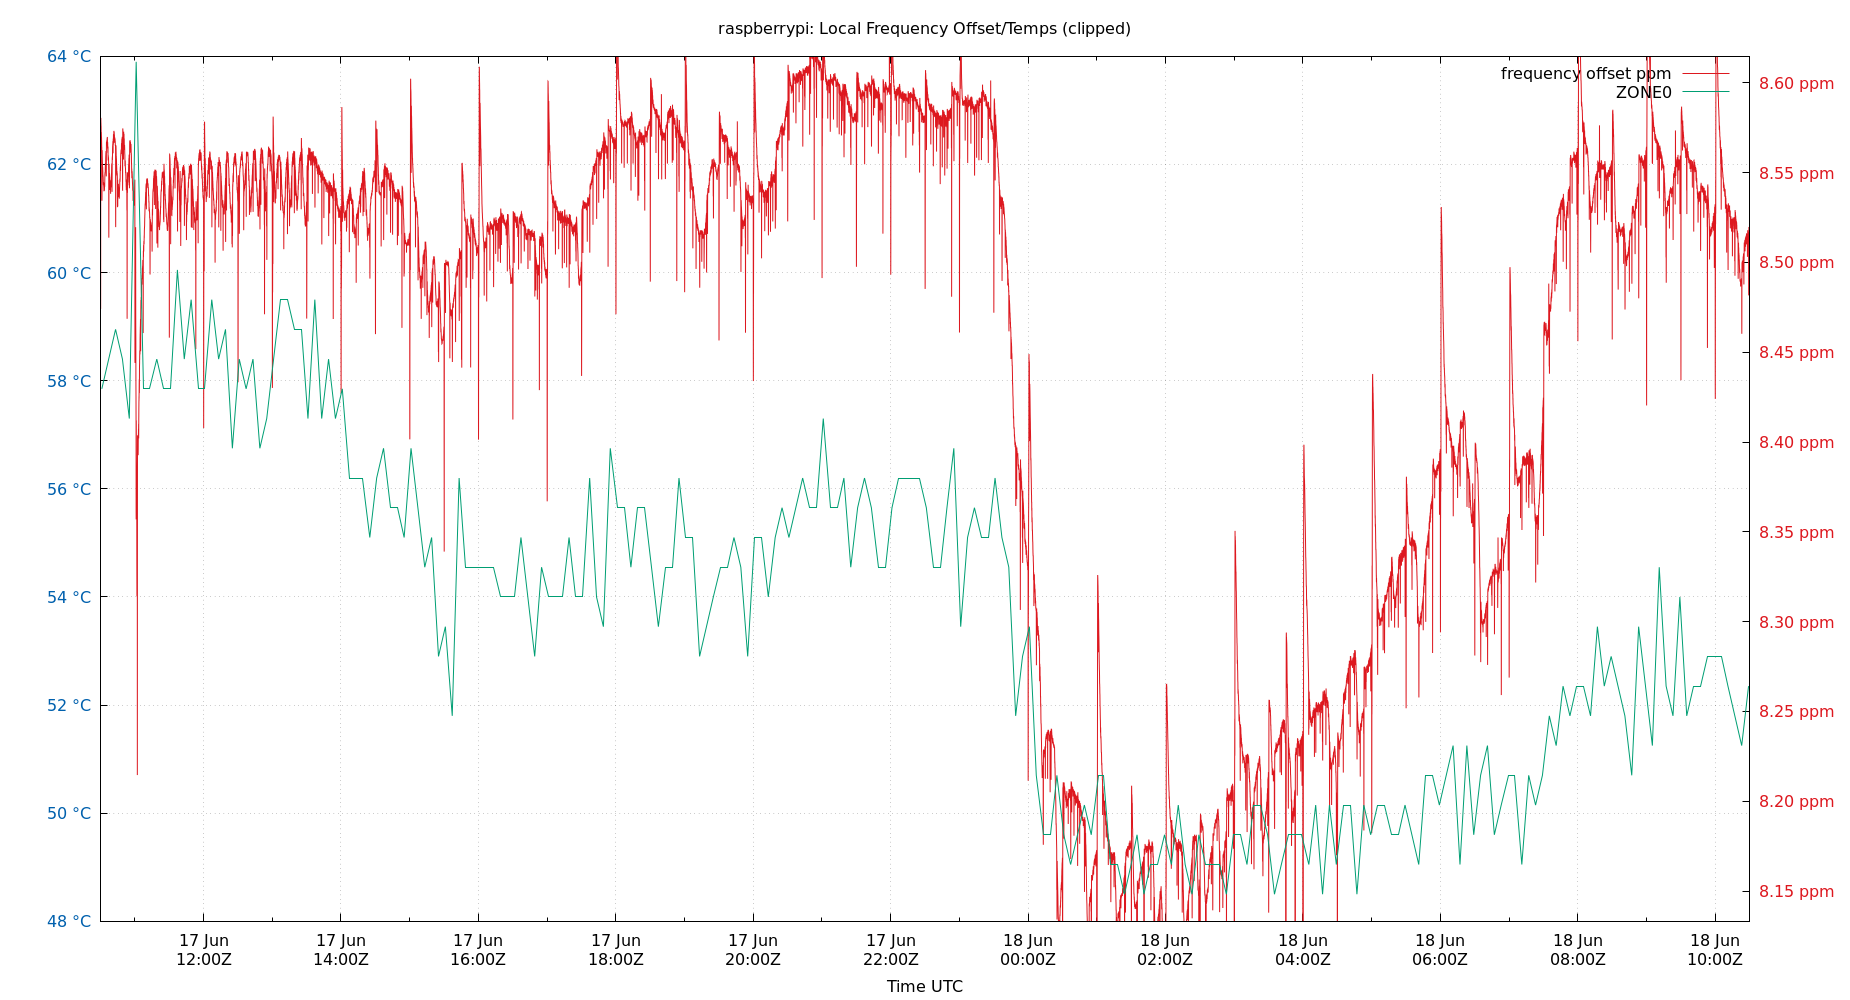 raspberrypi: Local Frequency Offset/Temps (clipped)
frequency offset ppm
ZONE0
64 °C
62 °C
60 °C
58 °C
56 °C
54 °C
52 °C
50 °C
48 °C
8.60 ppm
8.55 ppm
8.50 ppm
8.45 ppm
8.40 ppm
8.35 ppm
8.30 ppm
8.25 ppm
8.20 ppm
8.15 ppm
17 Jun
12:00Z
17 Jun
14:00Z
17 Jun
16:00Z
17 Jun
18:00Z
17 Jun
20:00Z
17 Jun
22:00Z
18 Jun
00:00Z
18 Jun
02:00Z
18 Jun
04:00Z
18 Jun
06:00Z
18 Jun
08:00Z
18 Jun
10:00Z
Time UTC